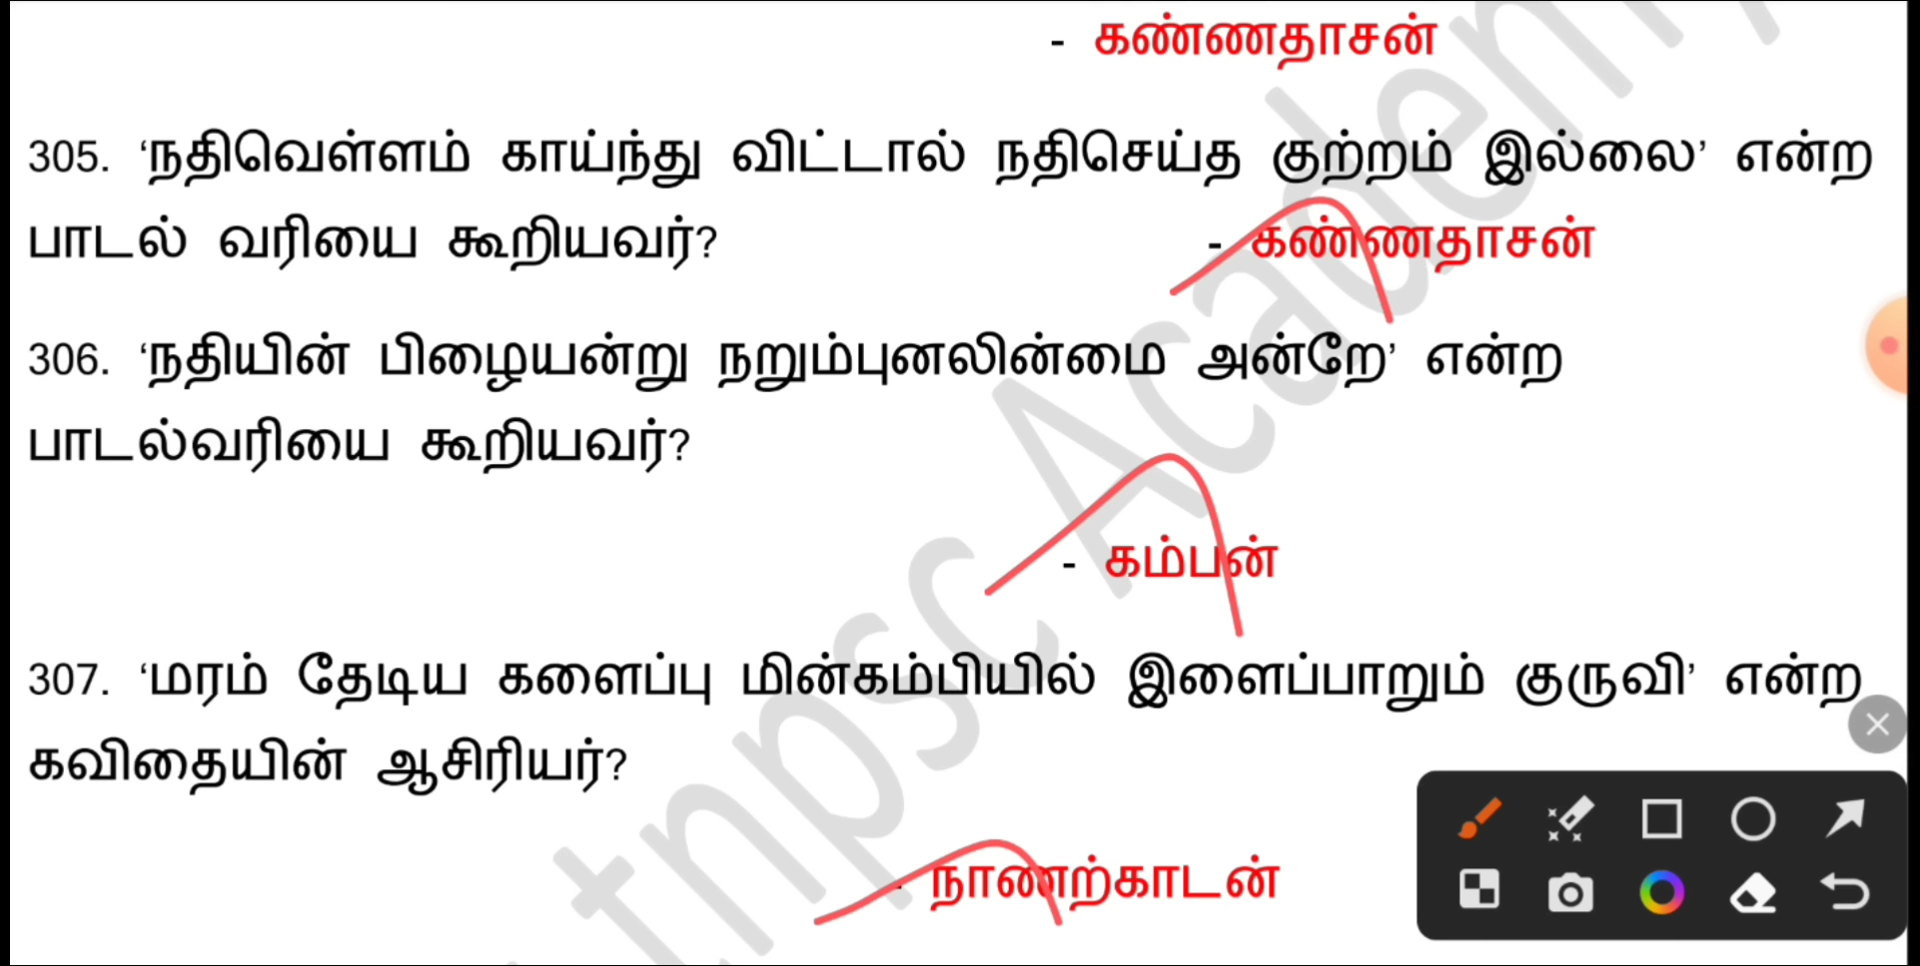 - கண்ணதாசன்
305. ‘நதிவெள்ளம் காய்ந்து விட்டால் நதிசெய்த குற்றம் இல்லை’ என்ற
பாடல் வரியை கூறியவர்?
- கண்ணதாசன்
306. ‘நதியின் பிழையன்று நறும்புனலின்மை அன்றே’ என்ற
பாடல்வரியை கூறியவர்?
- கம்பன்
307. ‘மரம் தேடிய களைப்பு மின்கம்பியில் இளைப்பாறும் குருவி’ என்ற
கவிதையின் ஆசிரியர்?
- நாணற்காடன்
tnpsc Academy